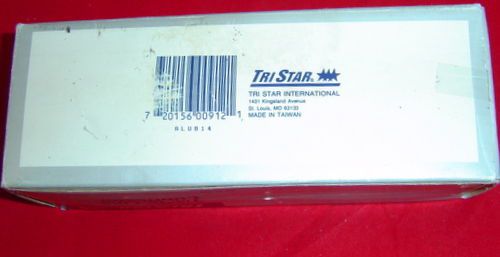 TRI STAR®
TRI STAR INTERNATIONAL
1401 Kingsland Avenue
St. Louis, MO 63133
MADE IN TAIWAN
7 20156 00912 1
ALUB14